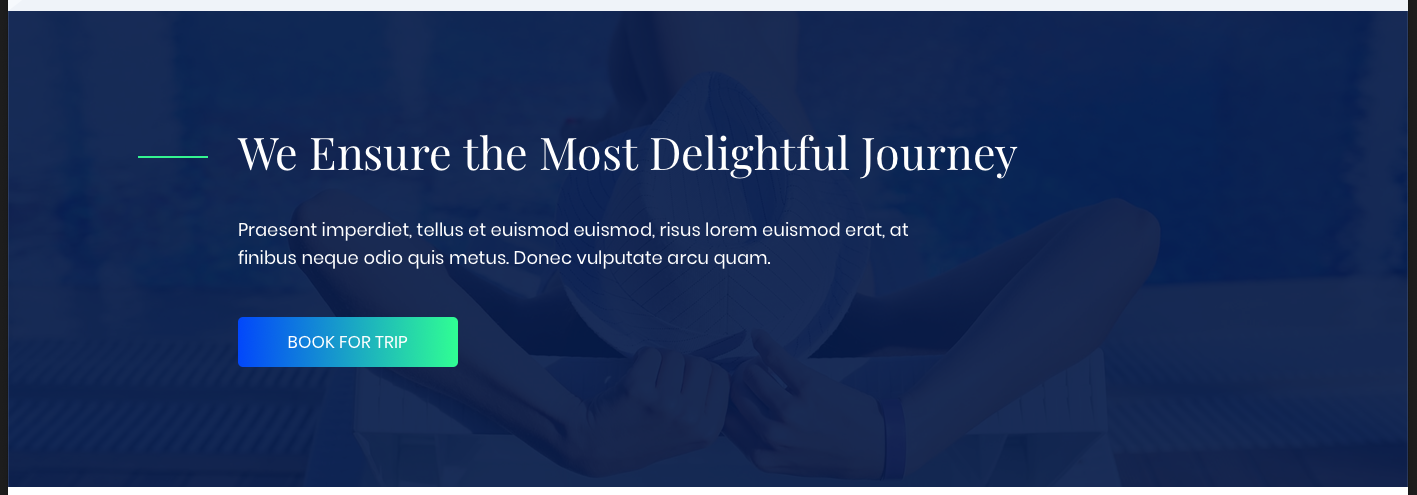 We Ensure the Most Delightful Journey
Praesent imperdiet, tellus et euismod euismod, risus lorem euismod erat, at
finibus neque odio quis metus. Donec vulputate arcu quam.
BOOK FOR TRIP